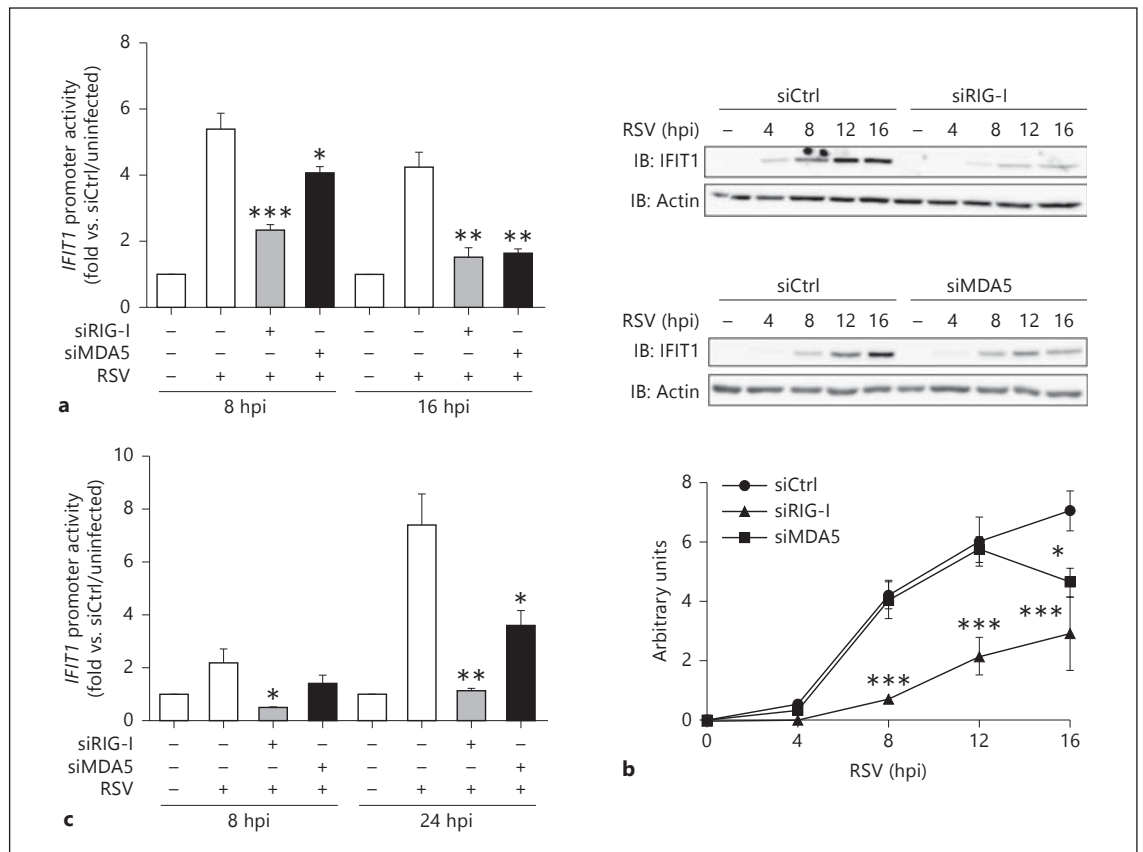 8
6
4
2
0
IFIT1 promoter activity
(fold vs. siCtrl/uninfected)
***
*
**
**
siRIG-I – – + – – – + –
siMDA5 – – – + – – – +
RSV – + + + – + + +
8 hpi 16 hpi
a
siCtrl siRIG-I
RSV (hpi) – 4 8 12 16 – 4 8 12 16
IB: IFIT1
IB: Actin
siCtrl siMDA5
RSV (hpi) – 4 8 12 16 – 4 8 12 16
IB: IFIT1
IB: Actin
10
8
6
4
2
0
IFIT1 promoter activity
(fold vs. siCtrl/uninfected)
*
**
*
siRIG-I – – + – – – + –
siMDA5 – – – + – – – +
RSV – + + + – + + +
8 hpi 24 hpi
c
8
6
4
2
0
Arbitrary units
siCtrl
siRIG-I
siMDA5
*
***
***
***
0 4 8 12 16
RSV (hpi)
b